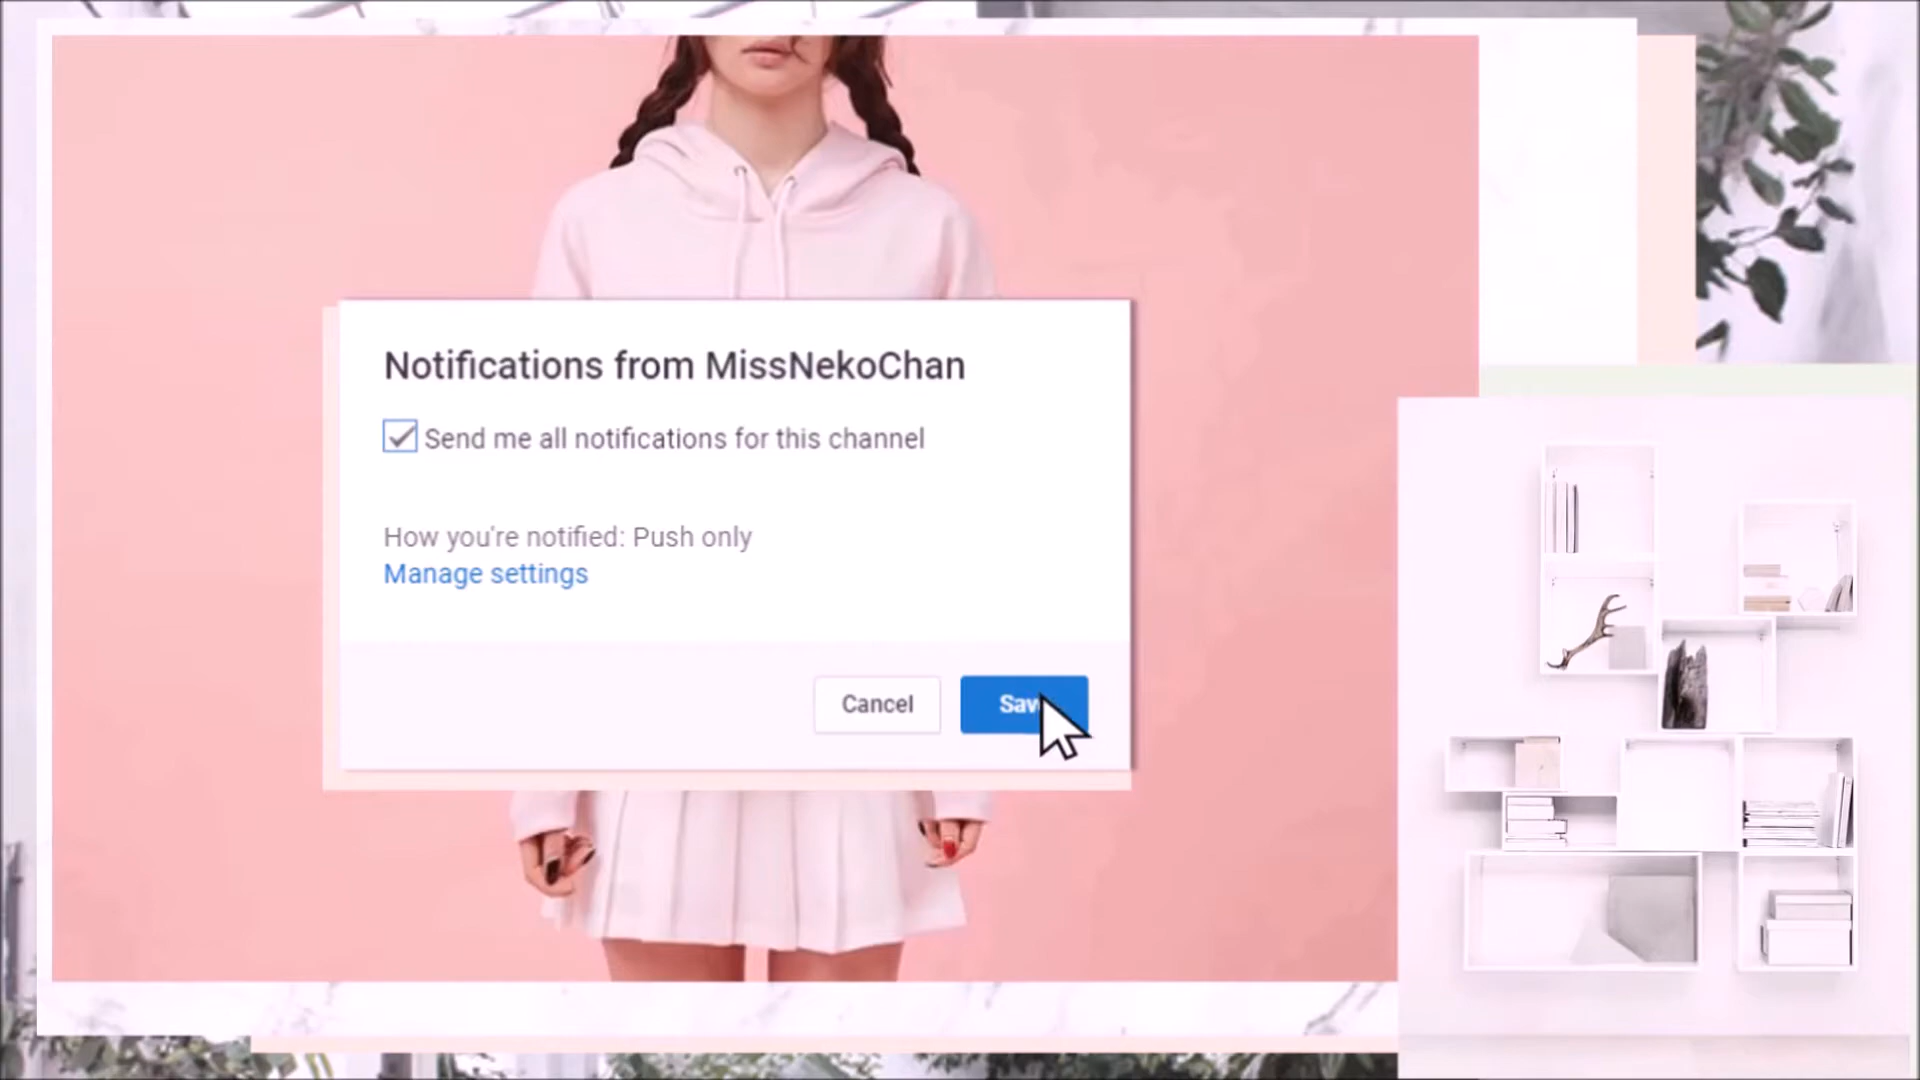 Notifications from MissNekoChan
Send me all notifications for this channel
How you're notified: Push only
Manage settings
Cancel
Save